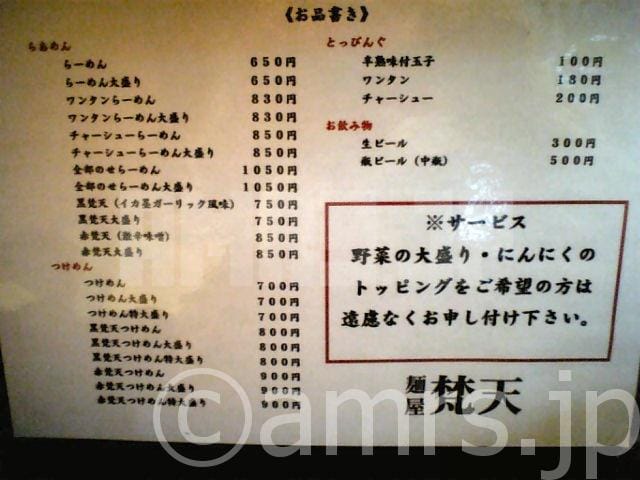 《お品書き》
らあめん
らーめん 650円
らーめん大盛り 650円
ワンタンらーめん 830円
ワンタンらーめん大盛り 830円
チャーシューらーめん 850円
チャーシューらーめん大盛り 850円
全部のせらーめん 1050円
全部のせらーめん大盛り 1050円
黒梵天（イカ墨ガーリック風味） 750円
黒梵天大盛り 750円
赤梵天（激辛味噌） 850円
赤梵天大盛り 850円
つけめん
つけめん 700円
つけめん大盛り 700円
つけめん特大盛り 700円
黒梵天つけめん 800円
黒梵天つけめん大盛り 800円
黒梵天つけめん特大盛り 800円
赤梵天つけめん 900円
赤梵天つけめん大盛り 900円
赤梵天つけめん特大盛り 900円
とっぴんぐ
半熟味付玉子 100円
ワンタン 180円
チャーシュー 200円
お飲み物
生ビール 300円
瓶ビール（中瓶） 500円
※サービス
野菜の大盛り・にんにくの
トッピングをご希望の方は
遠慮なくお申し付け下さい。
麺屋 梵天
©amrs.jp